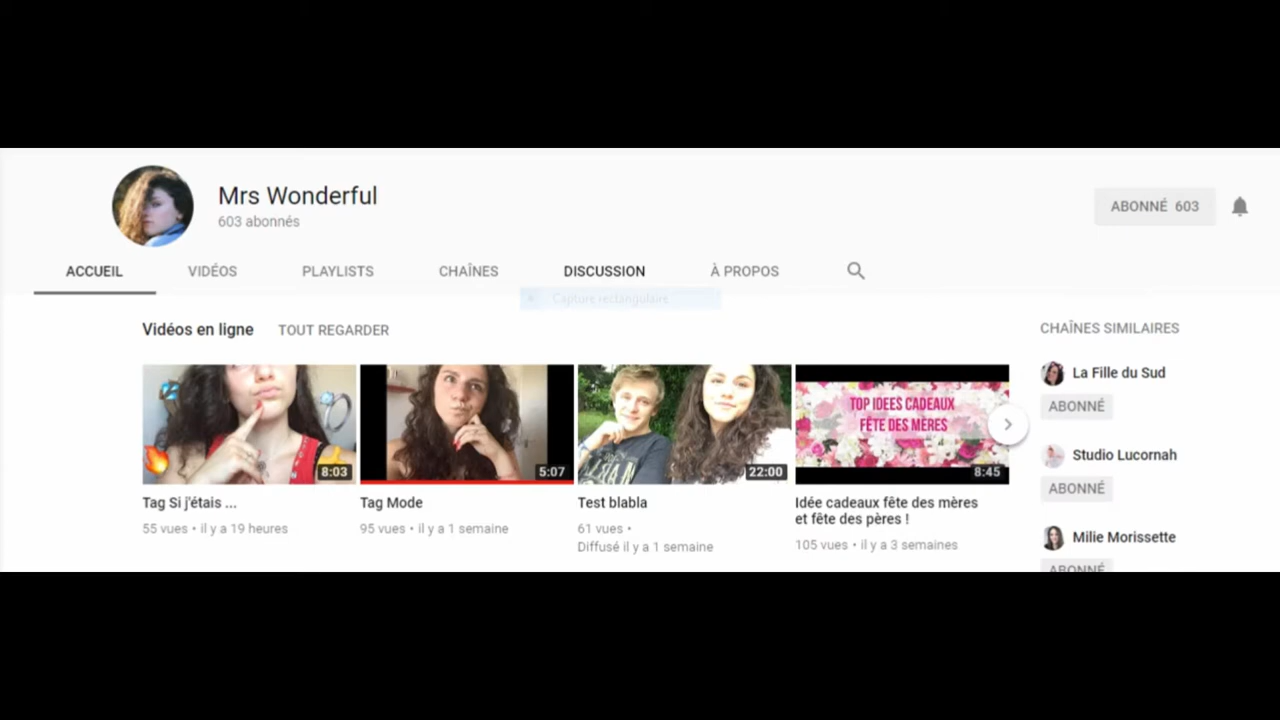 Mrs Wonderful
603 abonnés
ABONNÉ 603
ACCUEIL
VIDÉOS
PLAYLISTS
CHAÎNES
DISCUSSION
À PROPOS
Capture rectangulaire
Vidéos en ligne
TOUT REGARDER
8:03
Tag Si j'étais ...
55 vues • il y a 19 heures
5:07
Tag Mode
95 vues • il y a 1 semaine
22:00
Test blabla
61 vues •
Diffusé il y a 1 semaine
TOP IDEES CADEAUX
FÊTE DES MÈRES
8:45
Idée cadeaux fête des mères
et fête des pères !
105 vues • il y a 3 semaines
CHAÎNES SIMILAIRES
La Fille du Sud
ABONNÉ
Studio Lucornah
ABONNÉ
Milie Morissette
ABONNÉ